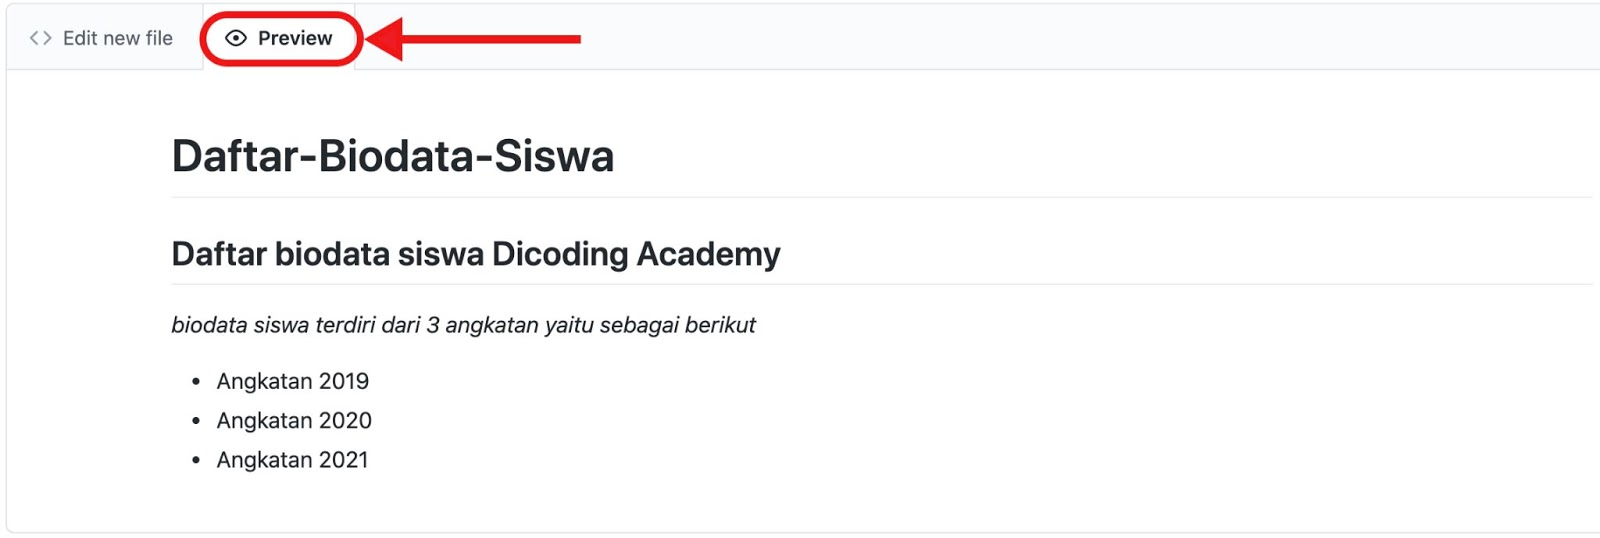 <> Edit new file
Preview
Daftar-Biodata-Siswa
Daftar biodata siswa Dicoding Academy
biodata siswa terdiri dari 3 angkatan yaitu sebagai berikut
• Angkatan 2019
• Angkatan 2020
• Angkatan 2021